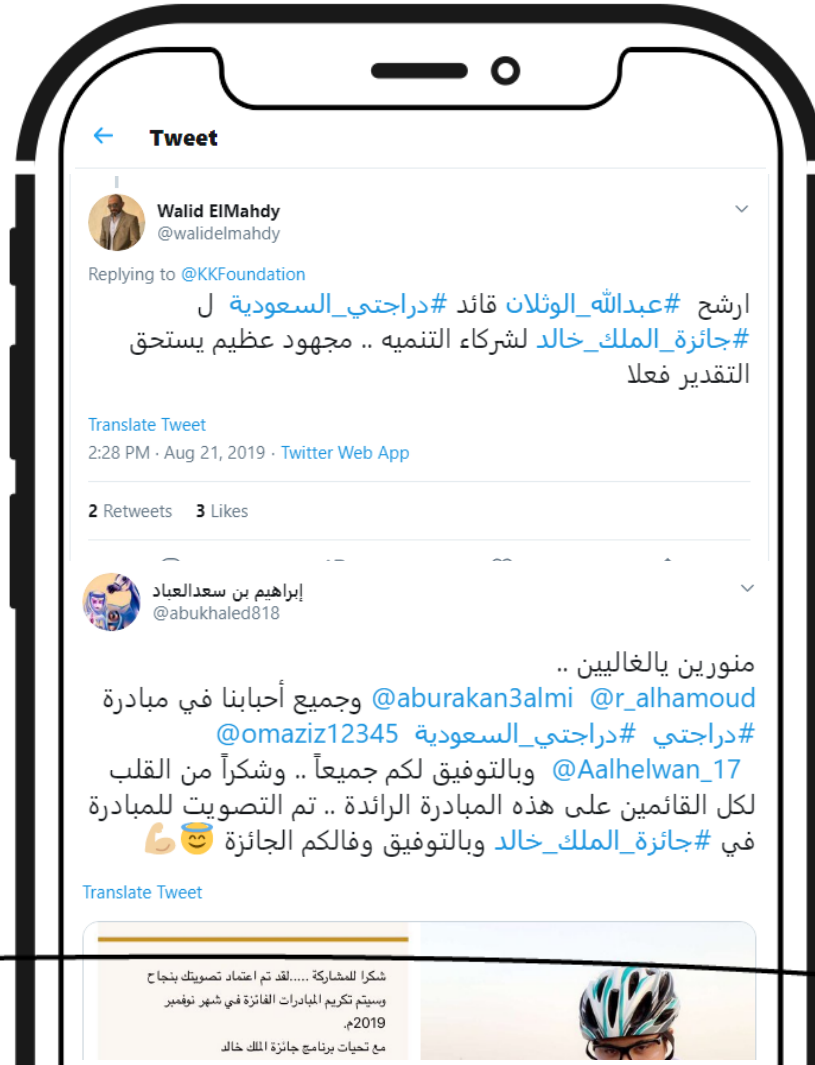 Tweet
Walid ElMahdy
@walidelmahdy
Replying to @KKFoundation
ارشح #عبدالله_الوثلان قائد #دراجتي_السعودية ل
#جائزة_الملك_خالد لشركاء التنميه .. مجهود عظيم يستحق
التقدير فعلا
Translate Tweet
2:28 PM · Aug 21, 2019 · Twitter Web App
2 Retweets 3 Likes
إبراهيم بن سعدالعباد
@abukhaled818
منورين يالغاليين ..
@aburakan3almi @r_alhamoud وجميع أحبابنا في مبادرة
#دراجتي #دراجتي_السعودية @omaziz12345
@Aalhelwan_17 وبالتوفيق لكم جميعاً .. وشكراً من القلب
لكل القائمين على هذه المبادرة الرائدة .. تم التصويت للمبادرة
في #جائزة_الملك_خالد وبالتوفيق وفالكم الجائزة 😇💪🏼
Translate Tweet
شكرا للمشاركة .....لقد تم اعتماد تصويتك بنجاح
وسيتم تكريم المبادرات الفائزة في شهر نوفمبر
2019م.
مع تحيات برنامج جائزة الملك خالد